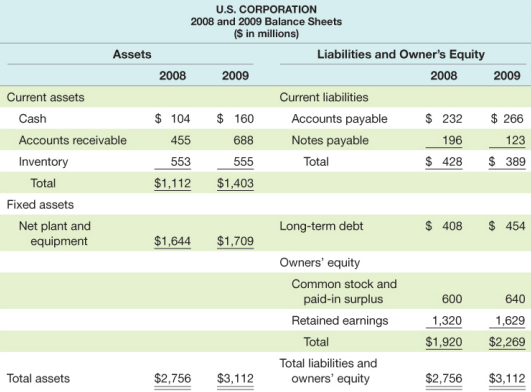 U.S. CORPORATION
2008 and 2009 Balance Sheets
($ in millions)
Assets Liabilities and Owner's Equity
2008 2009 2008 2009
Current assets Current liabilities
Cash $ 104 $ 160 Accounts payable $ 232 $ 266
Accounts receivable 455 688 Notes payable 196 123
Inventory 553 555 Total $ 428 $ 389
Total $1,112 $1,403
Fixed assets
Net plant and Long-term debt $ 408 $ 454
equipment $1,644 $1,709
Owners' equity
Common stock and
paid-in surplus 600 640
Retained earnings 1,320 1,629
Total $1,920 $2,269
Total liabilities and
Total assets $2,756 $3,112 owners' equity $2,756 $3,112